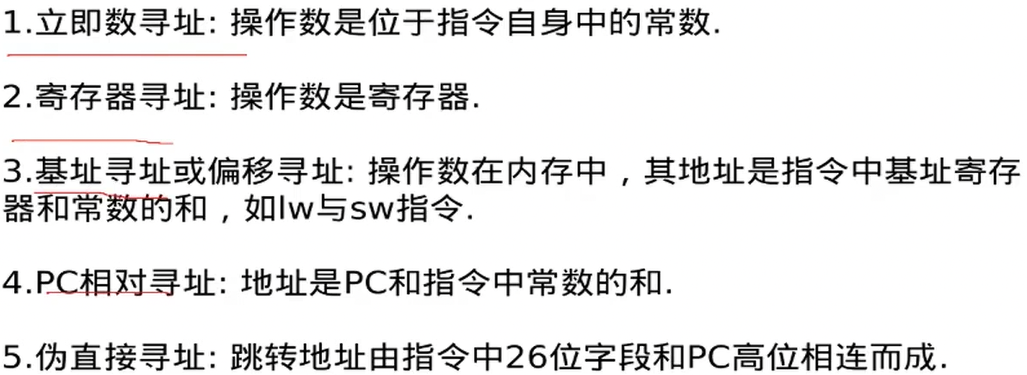 1.立即数寻址: 操作数是位于指令自身中的常数.
2.寄存器寻址: 操作数是寄存器.
3.基址寻址或偏移寻址: 操作数在内存中，其地址是指令中基址寄存
器和常数的和，如lw与sw指令.
4.PC相对寻址: 地址是PC和指令中常数的和.
5.伪直接寻址: 跳转地址由指令中26位字段和PC高位相连而成.